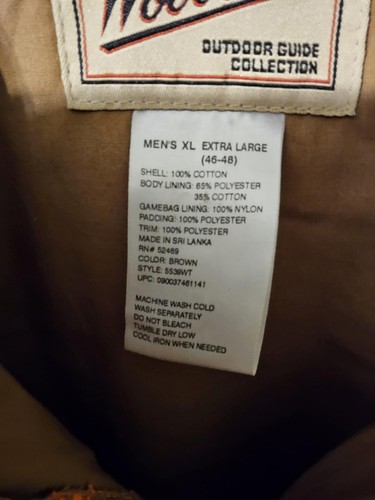 OUTDOOR GUIDE
COLLECTION
MEN'S XL EXTRA LARGE
(46-48)
SHELL: 100% COTTON
BODY LINING: 65% POLYESTER
35% COTTON
GAMEBAG LINING: 100% NYLON
PADDING: 100% POLYESTER
TRIM: 100% POLYESTER
MADE IN SRI LANKA
RN# 52469
COLOR: BROWN
STYLE: 5539WT
UPC: 090037461141
MACHINE WASH COLD
WASH SEPARATELY
DO NOT BLEACH
TUMBLE DRY LOW
COOL IRON WHEN NEEDED